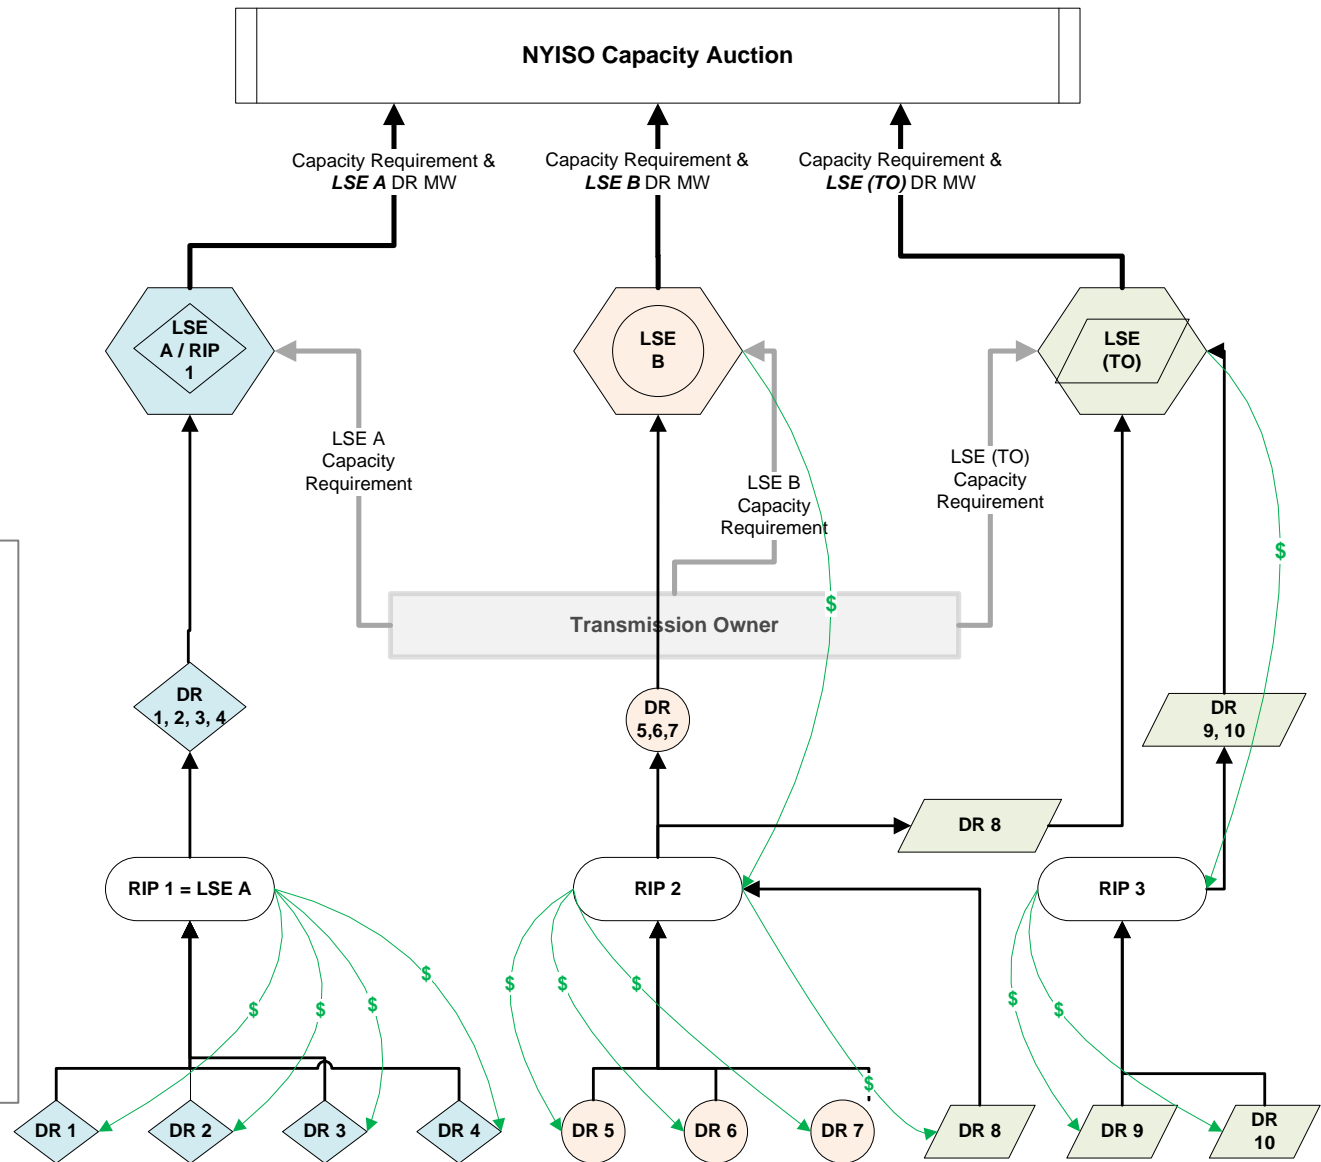 NYISO Capacity Auction
Capacity Requirement &
LSE A DR MW
Capacity Requirement &
LSE B DR MW
Capacity Requirement &
LSE (TO) DR MW
LSE
A / RIP
1
LSE
B
LSE
(TO)
LSE A
Capacity
Requirement
LSE B
Capacity
Requirement
LSE (TO)
Capacity
Requirement
$
$
Transmission Owner
DR
1, 2, 3, 4
DR
5,6,7
DR
9, 10
DR 8
RIP 1 = LSE A
RIP 2
RIP 3
$
$
$
$
$
$
$
$
$
$
DR 1
DR 2
DR 3
DR 4
DR 5
DR 6
DR 7
DR 8
DR 9
DR
10